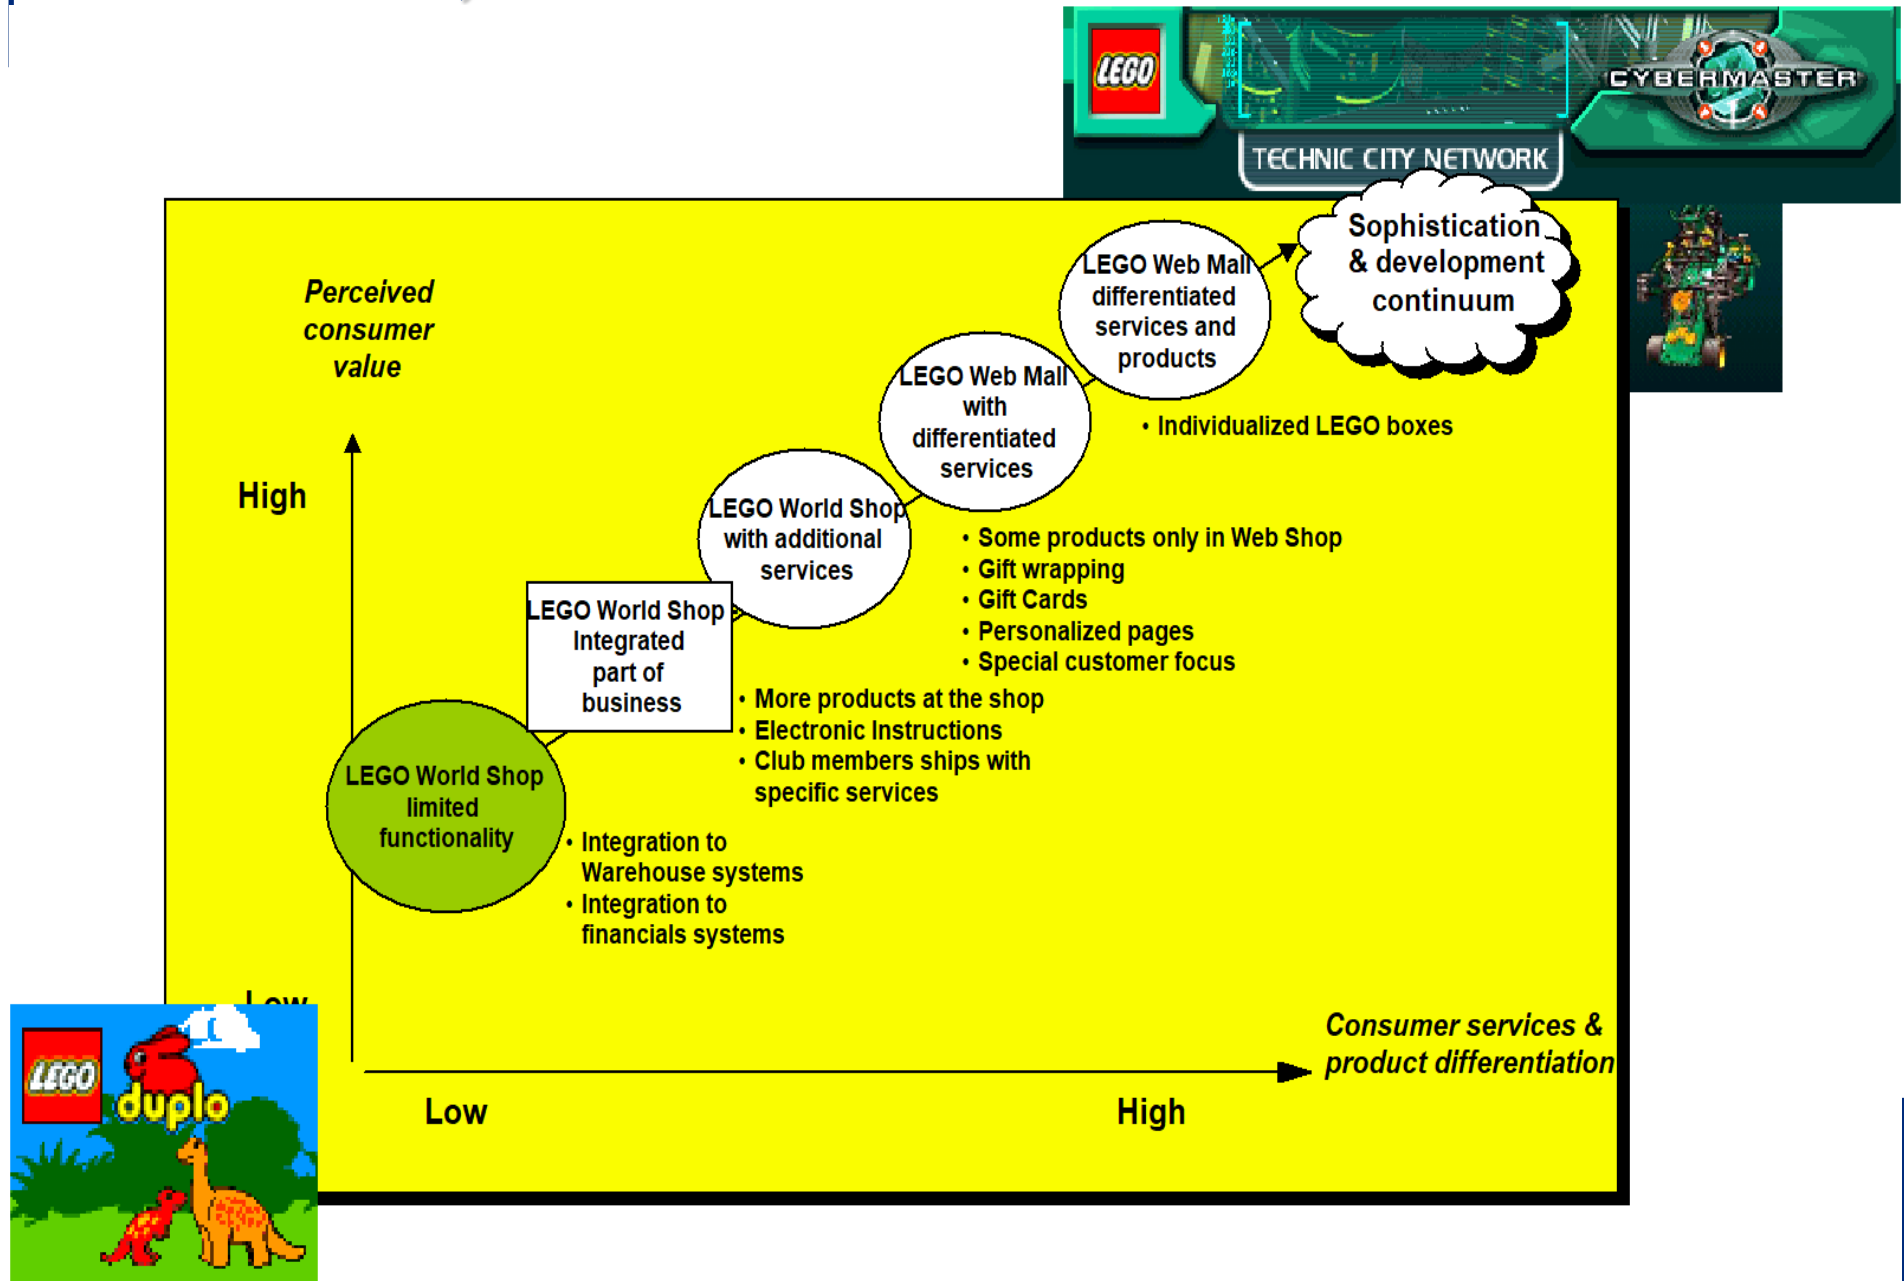 LEGO
CYBERMASTER
TECHNIC CITY NETWORK
Sophistication
& development
continuum
LEGO Web Mall
differentiated
services and
products
Perceived
consumer
value
LEGO Web Mall
with
differentiated
services
• Individualized LEGO boxes
High
LEGO World Shop
with additional
services
• Some products only in Web Shop
• Gift wrapping
• Gift Cards
• Personalized pages
• Special customer focus
LEGO World Shop
Integrated
part of
business
• More products at the shop
• Electronic Instructions
• Club members ships with
specific services
LEGO World Shop
limited
functionality
• Integration to
Warehouse systems
• Integration to
financials systems
Low
Consumer services &
product differentiation
Low
High
LEGO
duplo